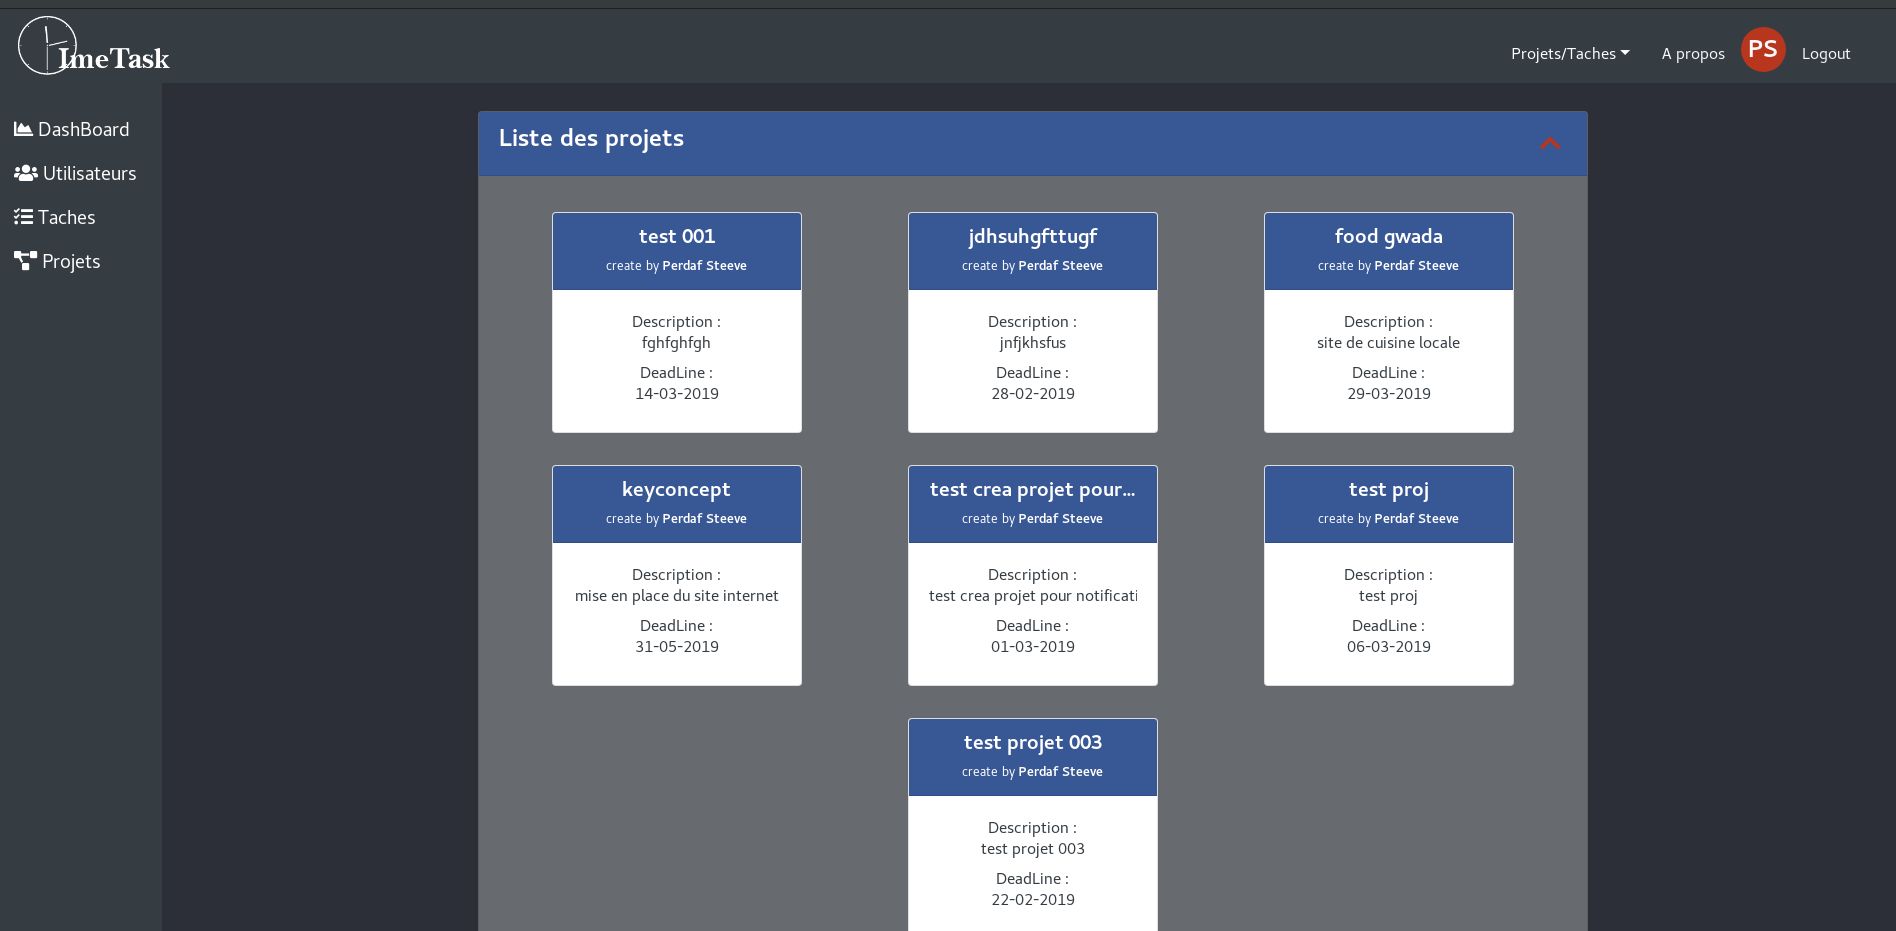 ImeTask
Projets/Taches
A propos
PS
Logout
DashBoard
Utilisateurs
Taches
Projets
Liste des projets
test 001
create by Perdaf Steeve
Description :
fghfghfgh
DeadLine :
14-03-2019
jdhsuhgfttugf
create by Perdaf Steeve
Description :
jnfjkhsfus
DeadLine :
28-02-2019
food gwada
create by Perdaf Steeve
Description :
site de cuisine locale
DeadLine :
29-03-2019
keyconcept
create by Perdaf Steeve
Description :
mise en place du site internet
DeadLine :
31-05-2019
test crea projet pour...
create by Perdaf Steeve
Description :
test crea projet pour notificati
DeadLine :
01-03-2019
test proj
create by Perdaf Steeve
Description :
test proj
DeadLine :
06-03-2019
test projet 003
create by Perdaf Steeve
Description :
test projet 003
DeadLine :
22-02-2019